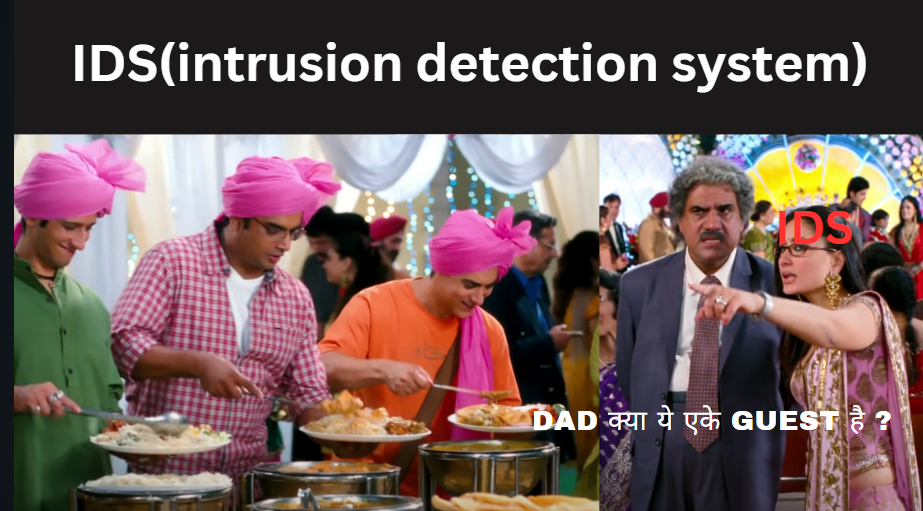 IDS(intrusion detection system)
IDS
DAD क्या ये एके GUEST है ?